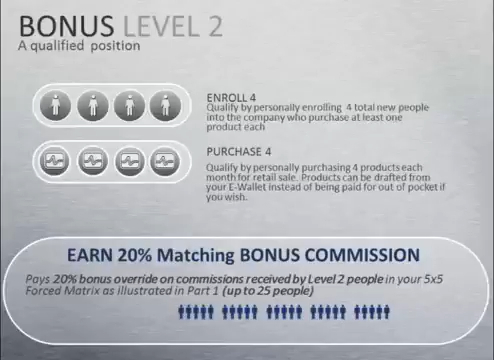 BONUS LEVEL 2
A qualified position
ENROLL 4
Qualify by personally enrolling 4 total new people
into the company who purchase at least one
product each
PURCHASE 4
Qualify by personally purchasing 4 products each
month for retail sale. Products can be drafted from
your E-Wallet instead of being paid for out of pocket if
you wish.
EARN 20% Matching BONUS COMMISSION
Pays 20% bonus override on commissions received by Level 2 people in your 5x5
Forced Matrix as illustrated in Part 1 (up to 25 people)